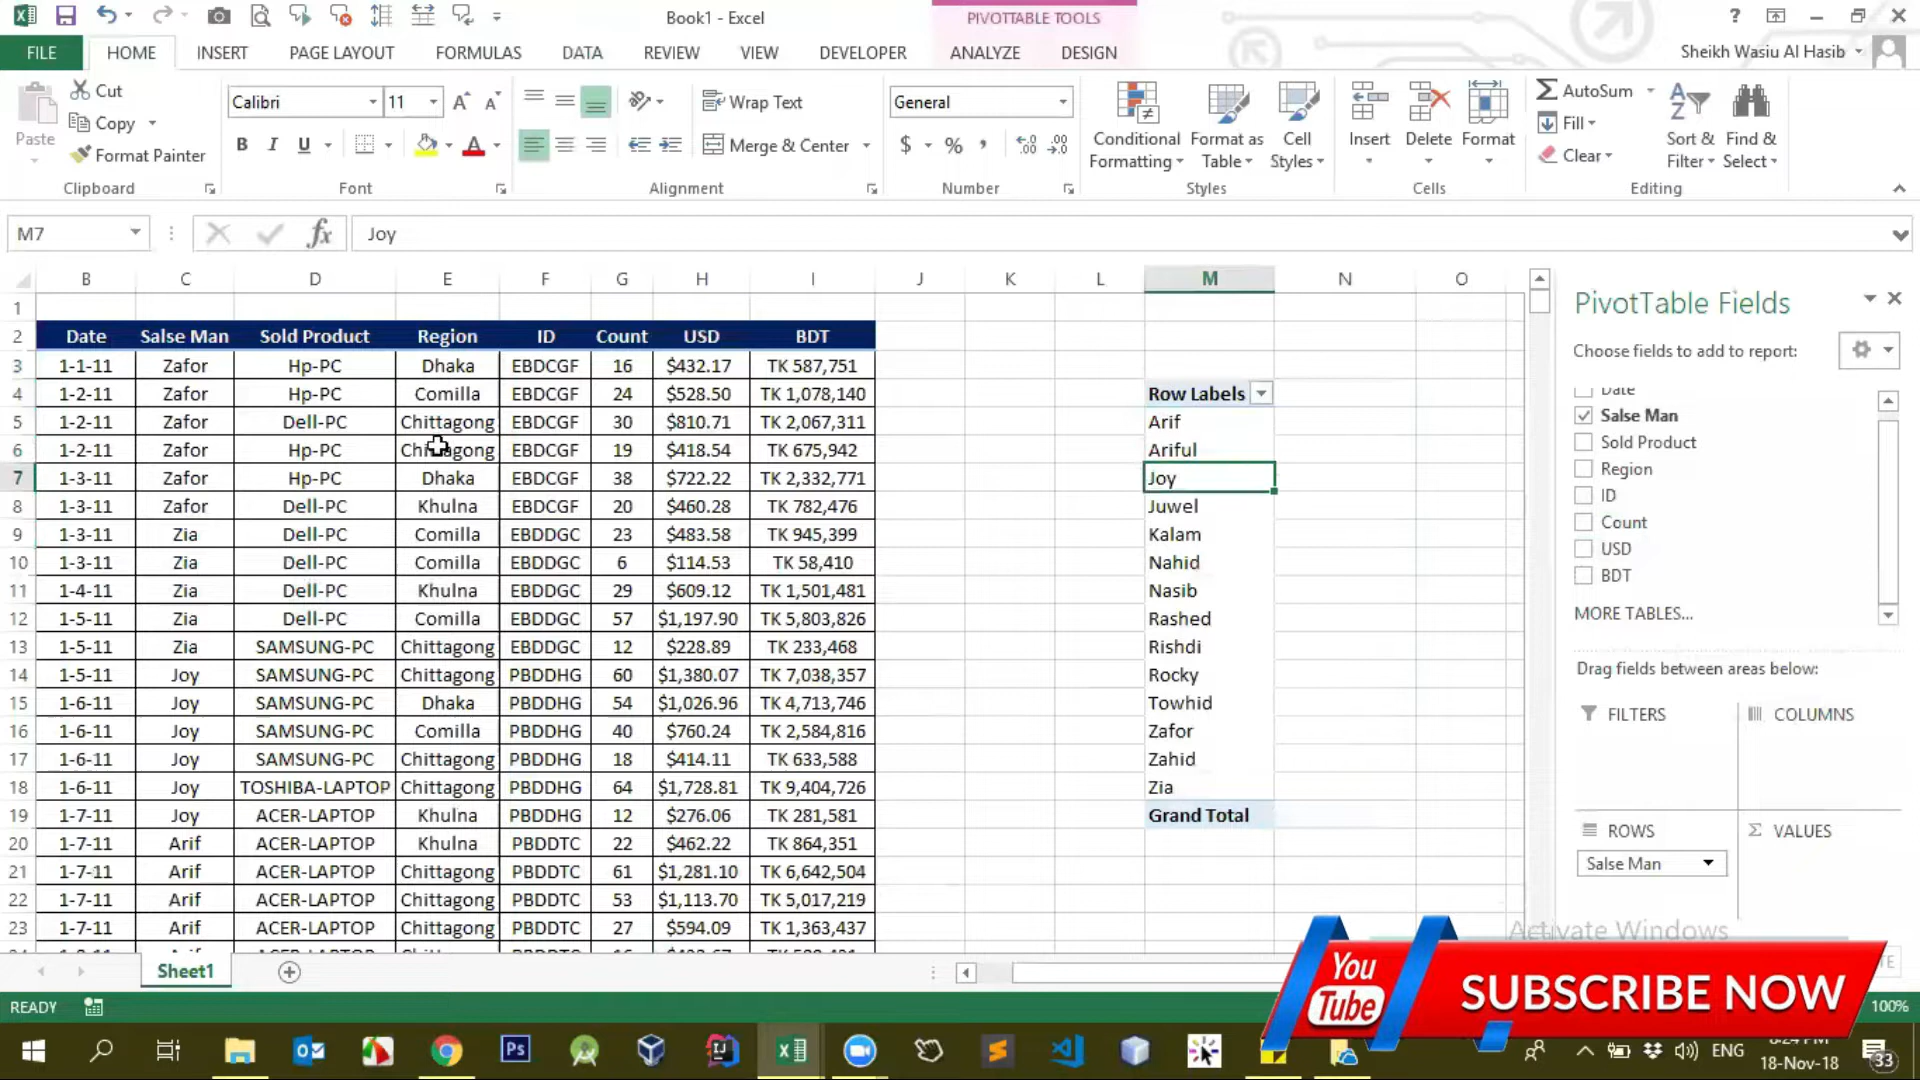 Book1 - Excel
PIVOTTABLE TOOLS
?
FILE HOME INSERT PAGE LAYOUT FORMULAS DATA REVIEW VIEW DEVELOPER ANALYZE DESIGN
Sheikh Wasiu Al Hasib
Paste
Cut
Copy
Format Painter
Clipboard
Calibri 11
B I U
Font
Wrap Text
Merge & Center
Alignment
General
$ % ,
Number
Conditional Formatting
Format as Table
Cell Styles
Styles
Insert Delete Format
Cells
AutoSum
Fill
Clear
Sort & Filter
Find & Select
Editing
M7 fx Joy
B C D E F G H I J K L M N O
1
2 Date Salse Man Sold Product Region ID Count USD BDT
3 1-1-11 Zafor Hp-PC Dhaka EBDCGF 16 $432.17 TK 587,751
4 1-2-11 Zafor Hp-PC Comilla EBDCGF 24 $528.50 TK 1,078,140 Row Labels
5 1-2-11 Zafor Dell-PC Chittagong EBDCGF 30 $810.71 TK 2,067,311 Arif
6 1-2-11 Zafor Hp-PC Chittagong EBDCGF 19 $418.54 TK 675,942 Ariful
7 1-3-11 Zafor Hp-PC Dhaka EBDCGF 38 $722.22 TK 2,332,771 Joy
8 1-3-11 Zafor Dell-PC Khulna EBDCGF 20 $460.28 TK 782,476 Juwel
9 1-3-11 Zia Dell-PC Comilla EBDDGC 23 $483.58 TK 945,399 Kalam
10 1-3-11 Zia Dell-PC Comilla EBDDGC 6 $114.53 TK 58,410 Nahid
11 1-4-11 Zia Dell-PC Khulna EBDDGC 29 $609.12 TK 1,501,481 Nasib
12 1-5-11 Zia Dell-PC Comilla EBDDGC 57 $1,197.90 TK 5,803,826 Rashed
13 1-5-11 Zia SAMSUNG-PC Chittagong EBDDGC 12 $228.89 TK 233,468 Rishdi
14 1-5-11 Joy SAMSUNG-PC Chittagong PBDDHG 60 $1,380.07 TK 7,038,357 Rocky
15 1-6-11 Joy SAMSUNG-PC Dhaka PBDDHG 54 $1,026.96 TK 4,713,746 Towhid
16 1-6-11 Joy SAMSUNG-PC Comilla PBDDHG 40 $760.24 TK 2,584,816 Zafor
17 1-6-11 Joy SAMSUNG-PC Chittagong PBDDHG 18 $414.11 TK 633,588 Zahid
18 1-6-11 Joy TOSHIBA-LAPTOP Chittagong PBDDHG 64 $1,728.81 TK 9,404,726 Zia
19 1-7-11 Joy ACER-LAPTOP Khulna PBDDHG 12 $276.06 TK 281,581 Grand Total
20 1-7-11 Arif ACER-LAPTOP Khulna PBDDTC 22 $462.22 TK 864,351
21 1-7-11 Arif ACER-LAPTOP Chittagong PBDDTC 61 $1,281.10 TK 6,642,504
22 1-7-11 Arif ACER-LAPTOP Chittagong PBDDTC 53 $1,113.70 TK 5,017,219
23 1-7-11 Arif ACER-LAPTOP Chittagong PBDDTC 27 $594.09 TK 1,363,437
PivotTable Fields
Choose fields to add to report:
Date
Salse Man
Sold Product
Region
ID
Count
USD
BDT
MORE TABLES...
Drag fields between areas below:
FILTERS COLUMNS
ROWS VALUES
Salse Man
Activate Windows
Sheet1
READY
100%
You Tube
SUBSCRIBE NOW
Ps
ENG
18-Nov-18
33